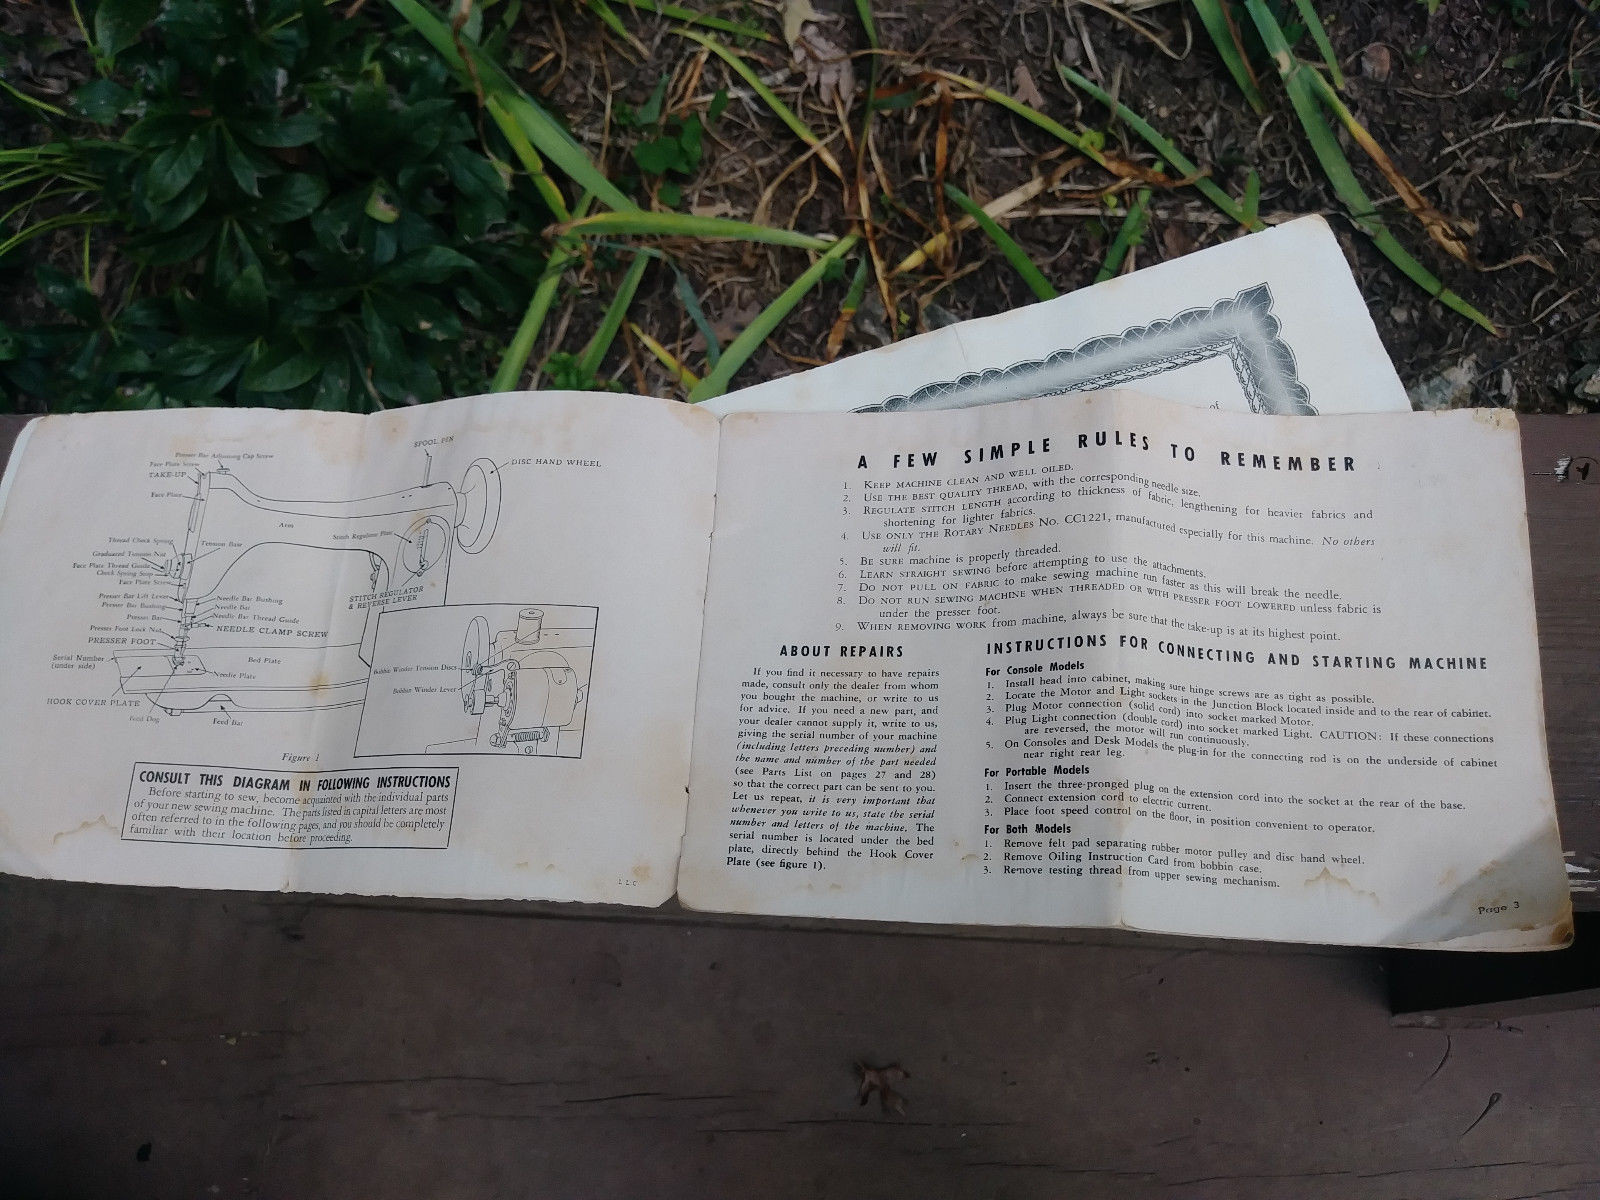 SPOOL PIN
DISC HAND WHEEL
Presser Bar Adjusting Cap Screw
Face Plate Screw
TAKE-UP
Face Plate
Arm
Stitch Regulator Plate
Thread Check Spring
Tension Base
Graduated Tension Nut
Face Plate Thread Guide
Check Spring Stop
Face Plate Screw
STITCH REGULATOR
& REVERSE LEVER
Presser Bar Lift Lever
Needle Bar Bushing
Presser Bar Bushing
Needle Bar
Presser Bar
Needle Bar Thread Guide
Presser Foot Lock Nut
NEEDLE CLAMP SCREW
PRESSER FOOT
Serial Number
(under side)
Bed Plate
Needle Plate
HOOK COVER PLATE
Feed Dog
Feed Bar
Bobbin Winder Tension Discs
Bobbin Winder Lever
Figure 1
CONSULT THIS DIAGRAM IN FOLLOWING INSTRUCTIONS
Before starting to sew, become acquainted with the individual parts
of your new sewing machine. The parts listed in capital letters are most
often referred to in the following pages, and you should be completely
familiar with their location before proceeding.
of
A FEW SIMPLE RULES TO REMEMBER
1. KEEP MACHINE CLEAN AND WELL OILED.
2. USE THE BEST QUALITY THREAD, with the corresponding needle size.
3. REGULATE STITCH LENGTH according to thickness of fabric, lengthening for heavier fabrics and
shortening for lighter fabrics.
4. USE ONLY THE ROTARY NEEDLES NO. CC1221, manufactured especially for this machine. No others
will fit.
5. BE SURE machine is properly threaded.
6. LEARN STRAIGHT SEWING before attempting to use the attachments.
7. DO NOT PULL ON FABRIC to make sewing machine run faster as this will break the needle.
8. DO NOT RUN SEWING MACHINE WHEN THREADED OR WITH PRESSER FOOT LOWERED unless fabric is
under the presser foot.
9. WHEN REMOVING WORK from machine, always be sure that the take-up is at its highest point.
ABOUT REPAIRS
If you find it necessary to have repairs
made, consult only the dealer from whom
you bought the machine, or write to us
for advice. If you need a new part, and
your dealer cannot supply it, write to us,
giving the serial number of your machine
(including letters preceding number) and
the name and number of the part needed
(see Parts List on pages 27 and 28)
so that the correct part can be sent to you.
Let us repeat, it is very important that
whenever you write to us, state the serial
number and letters of the machine. The
serial number is located under the bed
plate, directly behind the Hook Cover
Plate (see figure 1).
INSTRUCTIONS FOR CONNECTING AND STARTING MACHINE
For Console Models
1. Install head into cabinet, making sure hinge screws are as tight as possible.
2. Locate the Motor and Light sockets in the Junction Block located inside and to the rear of cabinet.
3. Plug Motor connection (solid cord) into socket marked Motor.
4. Plug Light connection (double cord) into socket marked Light. CAUTION: If these connections
are reversed, the motor will run continuously.
5. On Consoles and Desk Models the plug-in for the connecting rod is on the underside of cabinet
near right rear leg.
For Portable Models
1. Insert the three-pronged plug on the extension cord into the socket at the rear of the base.
2. Connect extension cord to electric current.
3. Place foot speed control on the floor, in position convenient to operator.
For Both Models
1. Remove felt pad separating rubber motor pulley and disc hand wheel.
2. Remove Oiling Instruction Card from bobbin case.
3. Remove testing thread from upper sewing mechanism.
Page 3